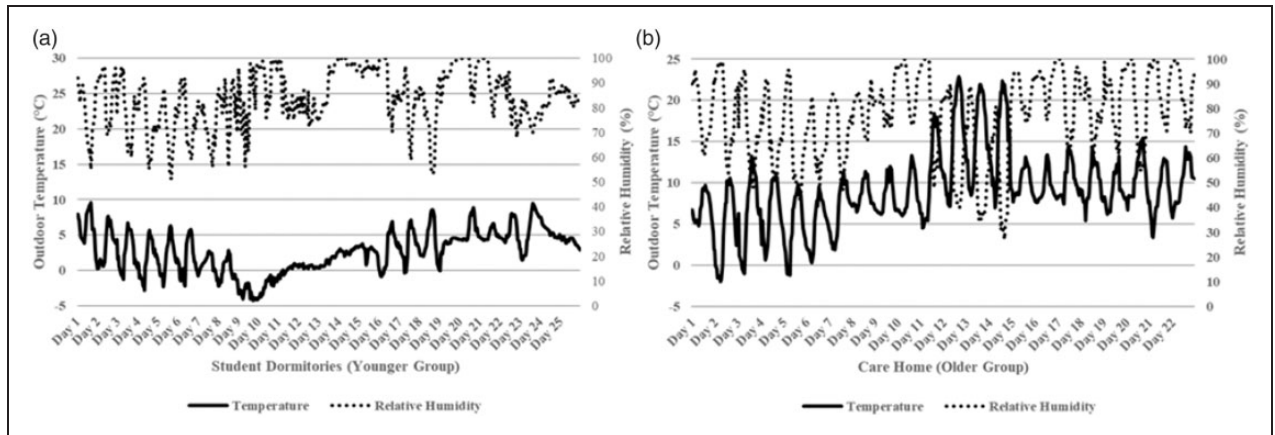 (a)
30
25
20
15
10
5
0
-5
Outdoor Temperature (°C)
100
90
80
70
60
50
40
30
20
10
0
Relative Humidity (%)
Day 1
Day 2
Day 3
Day 4
Day 5
Day 6
Day 7
Day 8
Day 9
Day 10
Day 11
Day 12
Day 13
Day 14
Day 15
Day 16
Day 17
Day 18
Day 19
Day 20
Day 21
Day 22
Day 23
Day 24
Day 25
Student Dormitories (Younger Group)
Temperature
Relative Humidity
(b)
25
20
15
10
5
0
-5
Outdoor Temperature (°C)
100
90
80
70
60
50
40
30
20
10
0
Relative Humidity (%)
Day 1
Day 2
Day 3
Day 4
Day 5
Day 6
Day 7
Day 8
Day 9
Day 10
Day 11
Day 12
Day 13
Day 14
Day 15
Day 16
Day 17
Day 18
Day 19
Day 20
Day 21
Day 22
Care Home (Older Group)
Temperature
Relative Humidity